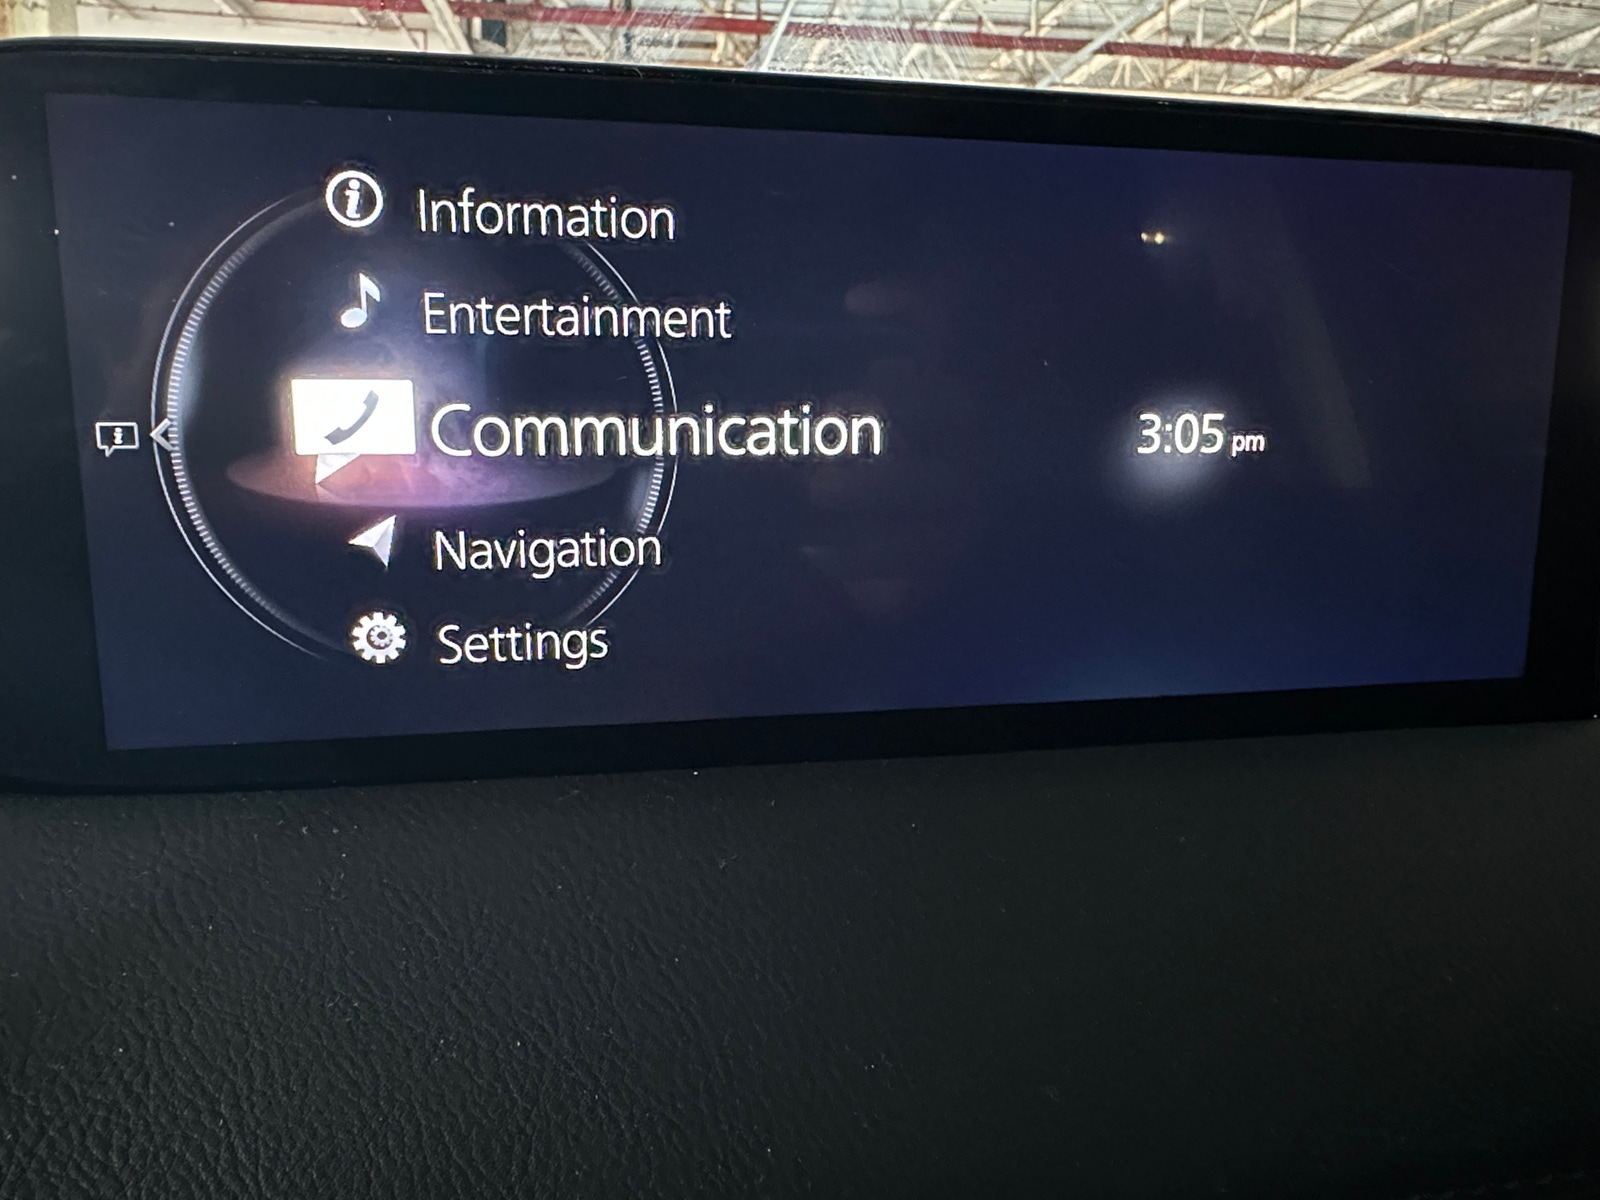 Information
Entertainment
Communication
3:05 pm
Navigation
Settings